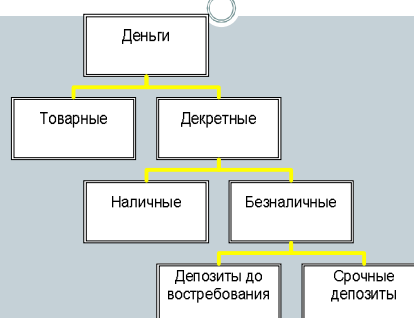 Деньги
Товарные
Декретные
Наличные
Безналичные
Депозиты до
востребования
Срочные
депозиты